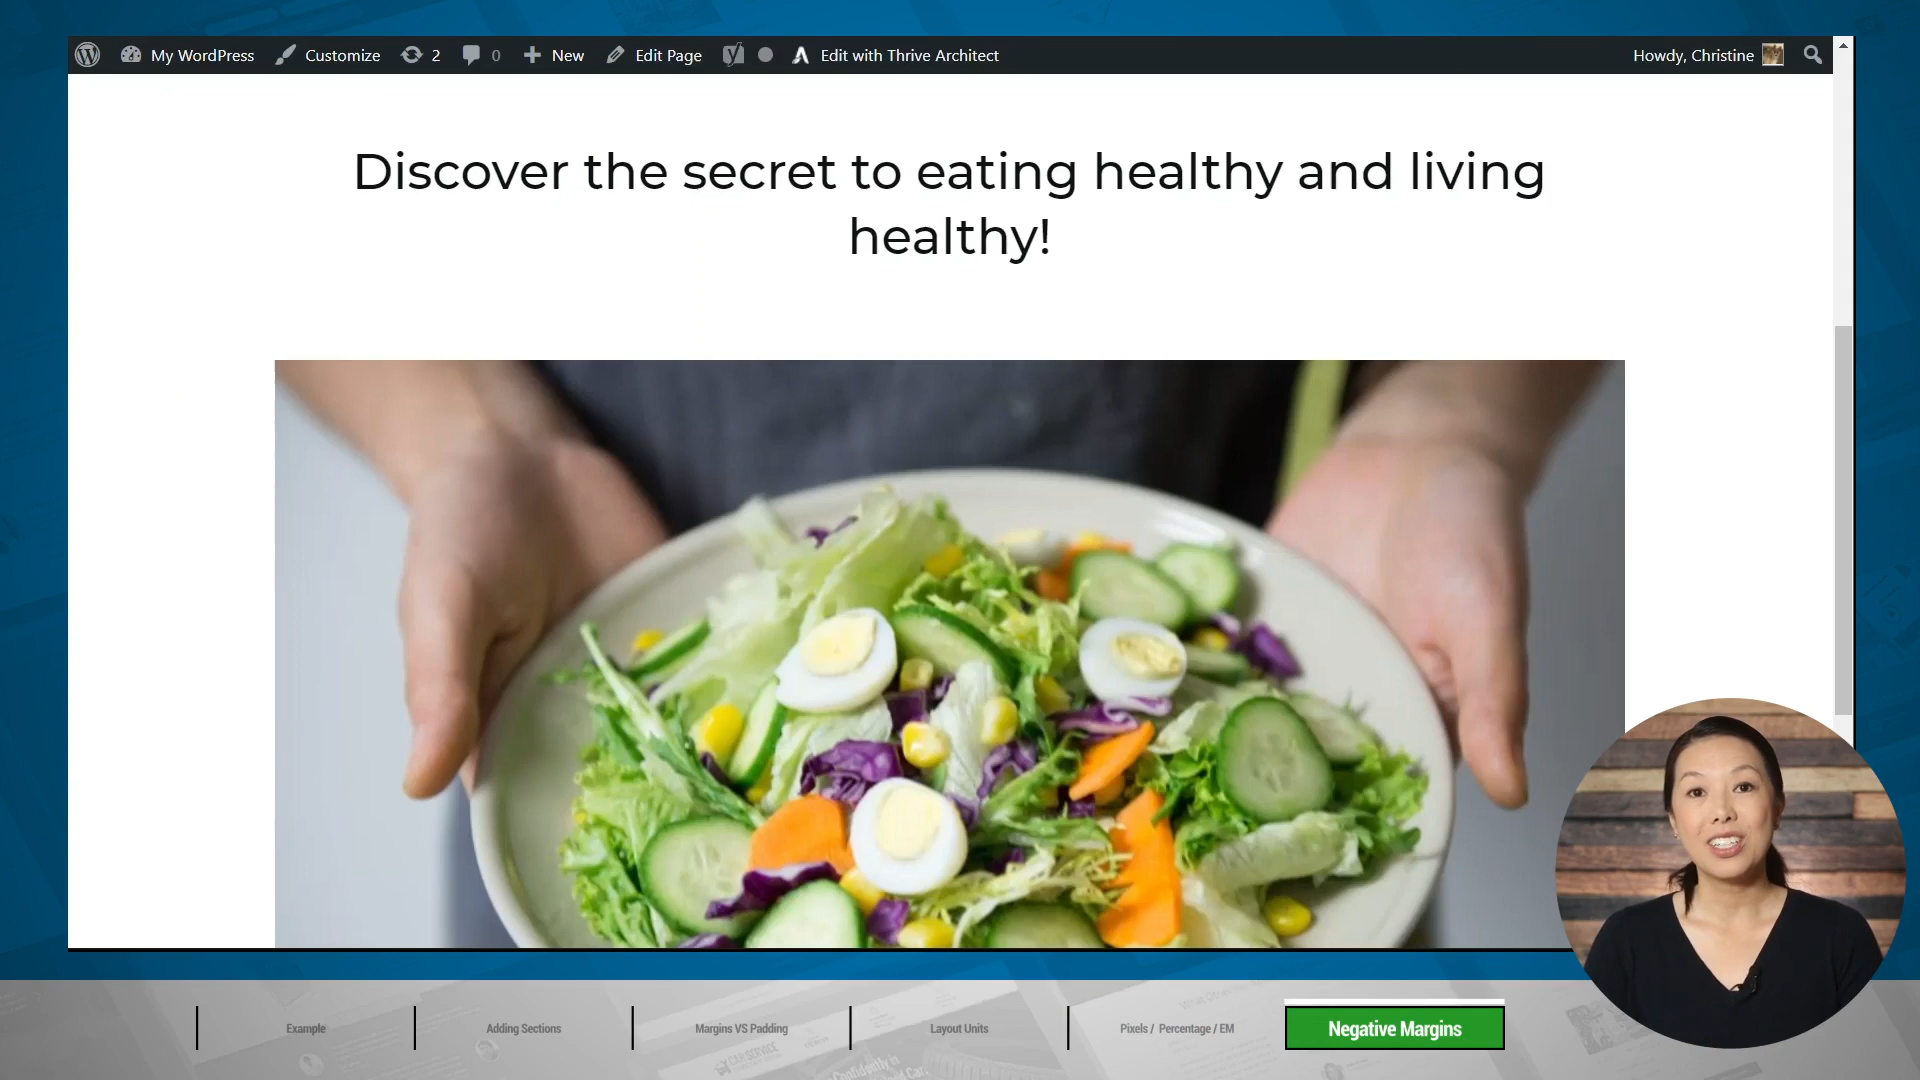 My WordPress Customize 2 0 New Edit Page Edit with Thrive Architect Howdy, Christine
Discover the secret to eating healthy and living
healthy!
Example Adding Sections Margins VS Padding Layout Units Pixels / Percentage / EM Negative Margins